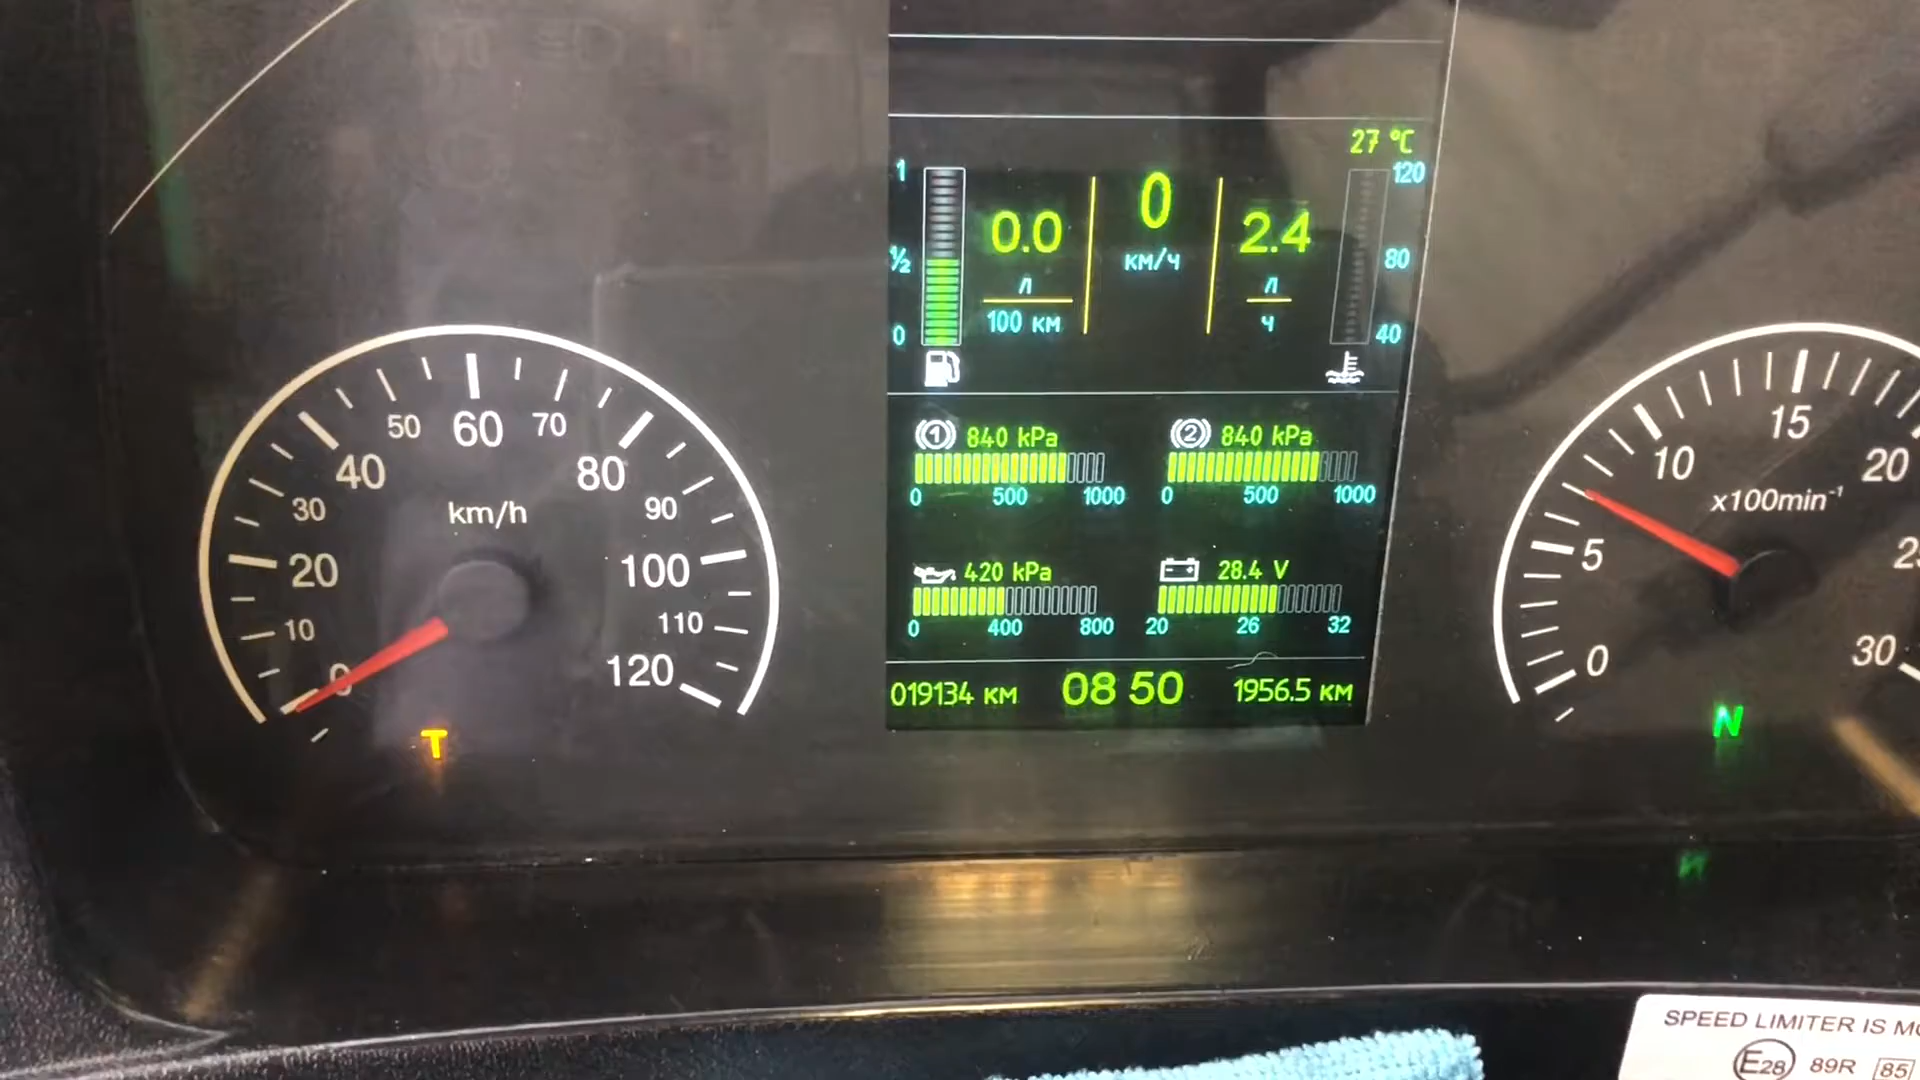 27 °C
1
½
0
0.0
л
100 км
0
км/ч
2.4
л
ч
120
80
40
1 840 kPa
0 500 1000
2 840 kPa
0 500 1000
420 kPa
0 400 800
28.4 V
20 26 32
019134 км 08 50 1956.5 км
0 10 20 30 40 50 60 70 80 90 100 110 120
km/h
T
0 5 10 15 20
30
x100min⁻¹
N
SPEED LIMITER IS
E28 89R 85